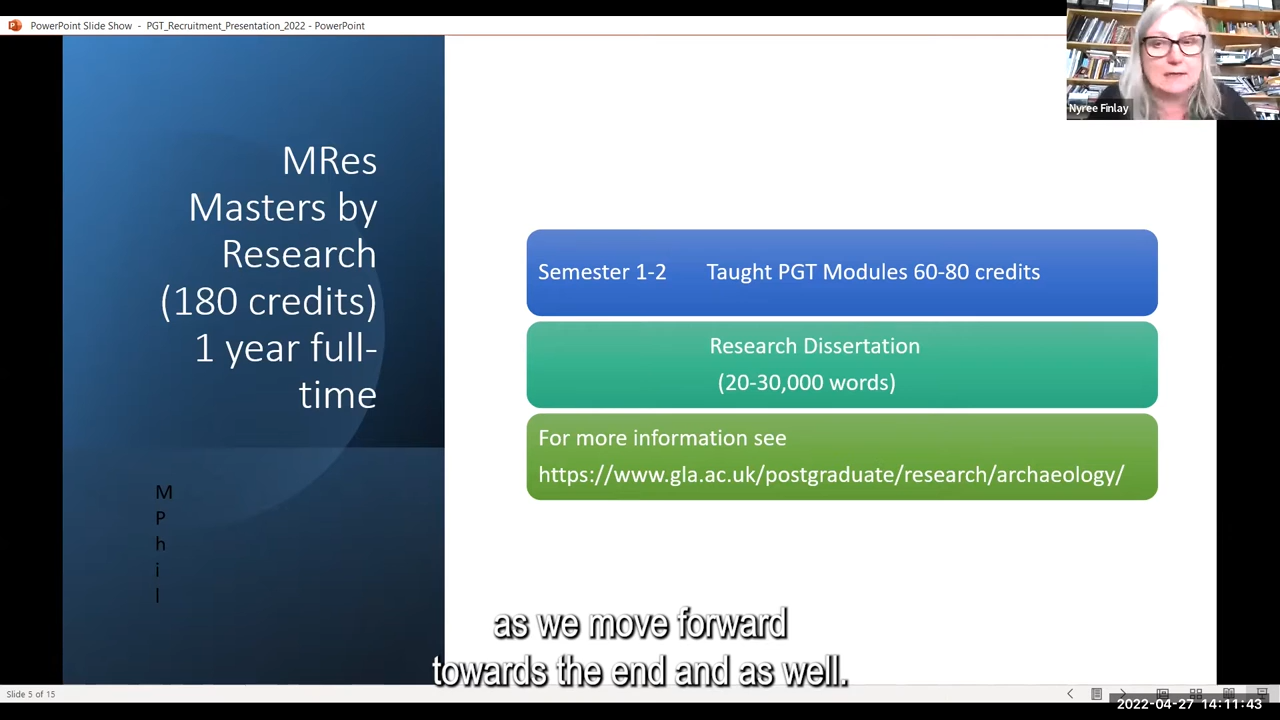 PowerPoint Slide Show - PGT_Recruitment_Presentation_2022 - PowerPoint
Nyree Finlay
MRes
Masters by
Research
(180 credits)
1 year full-
time
M
P
h
i
l
Semester 1-2 Taught PGT Modules 60-80 credits
Research Dissertation
(20-30,000 words)
For more information see
https://www.gla.ac.uk/postgraduate/research/archaeology/
as we move forward
towards the end and as well.
Slide 5 of 15
2022-04-27 14:11:43